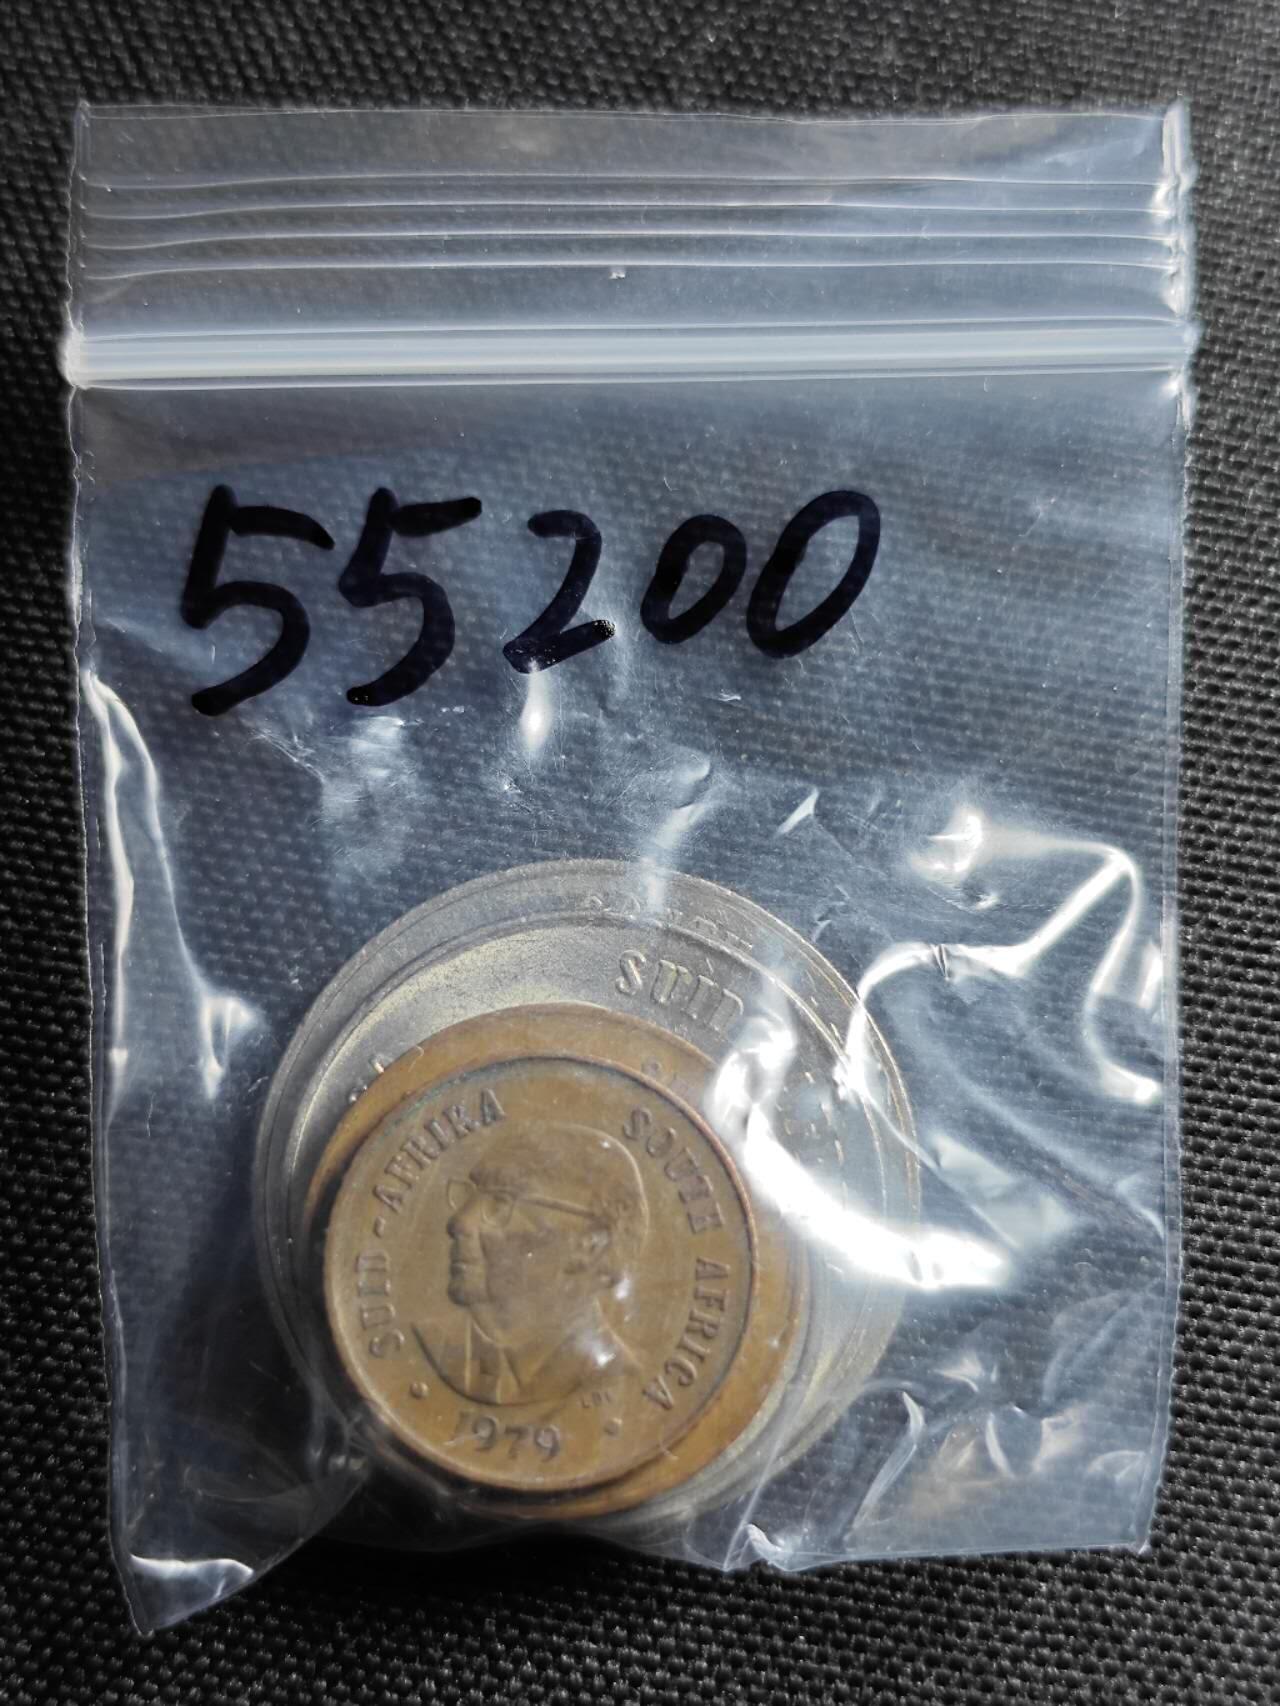 55200
SUID
SUID-AFRIKA SOUTH AFRICA
1979